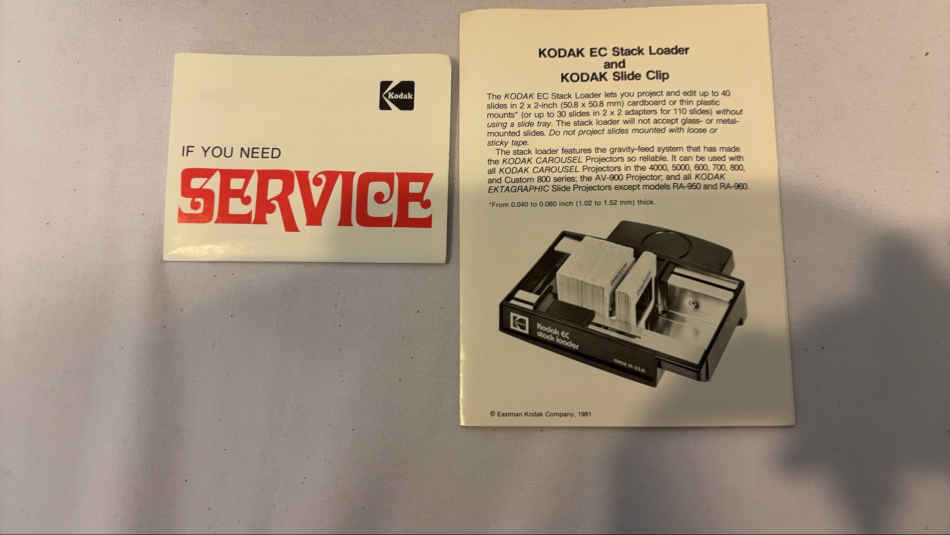 Kodak
IF YOU NEED
SERVICE
KODAK EC Stack Loader
and
KODAK Slide Clip
The KODAK EC Stack Loader lets you project and edit up to 40
slides in 2 x 2-inch (50.8 x 50.8 mm) cardboard or thin plastic
mounts* (or up to 30 slides in 2 x 2 adapters for 110 slides) without
using a slide tray. The stack loader will not accept glass- or metal-
mounted slides. Do not project slides mounted with loose or
sticky tape.
The stack loader features the gravity-feed system that has made
the KODAK CAROUSEL Projectors so reliable. It can be used with
all KODAK CAROUSEL Projectors in the 4000, 5000, 600, 700, 800,
and Custom 800 series; the AV-900 Projector; and all KODAK
EKTAGRAPHIC Slide Projectors except models RA-950 and RA-960.
*From 0.040 to 0.060 inch (1.02 to 1.52 mm) thick.
Kodak EC
stack loader
MADE IN U.S.A.
© Eastman Kodak Company, 1981